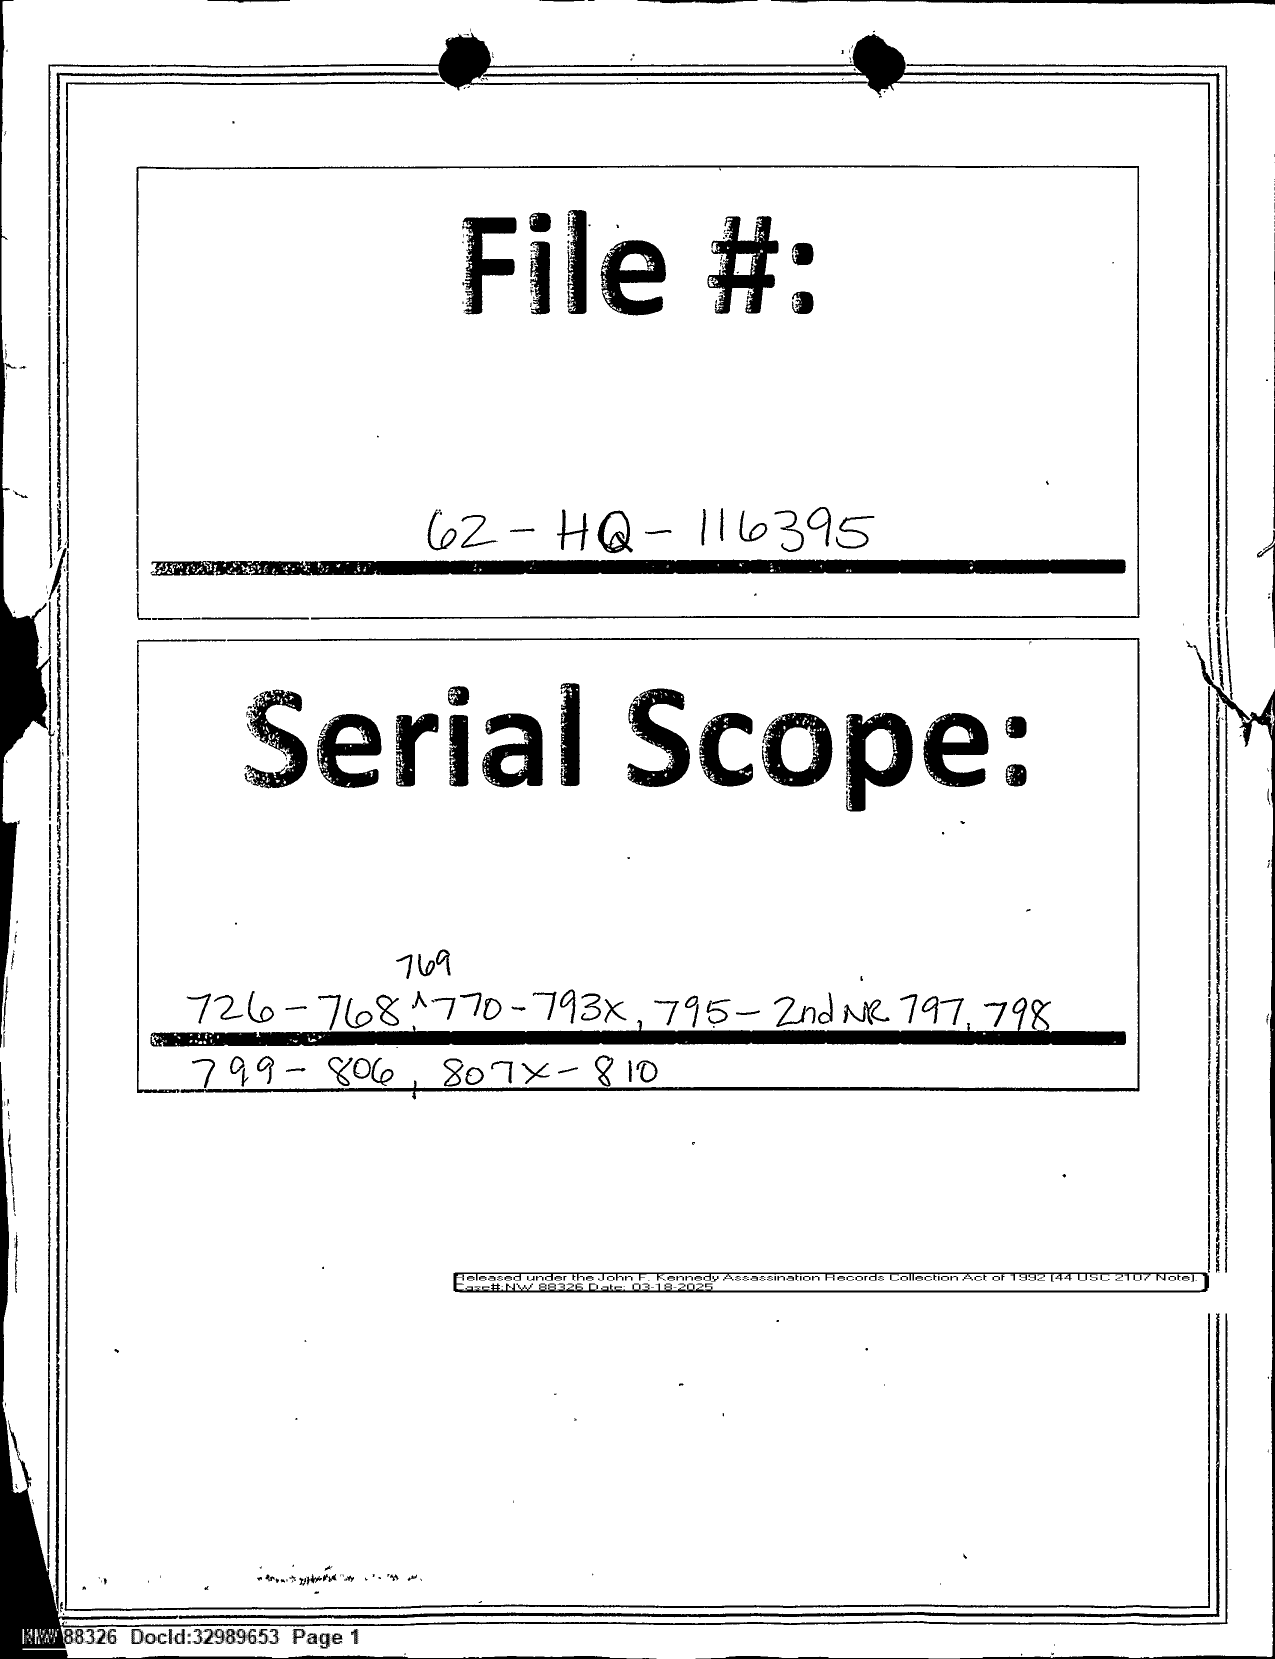 File #:
62-HQ-116395
Serial Scope:
769
726-768,^770-793X, 795-2nd NR 797, 798
799-806, 807X-810
Released under the John F. Kennedy Assassination Records Collection Act of 1992 (44 USC 2107 Note).
Case#:NW 88326 Date: 03-18-2025
NW 88326 DocId:32989653 Page 1